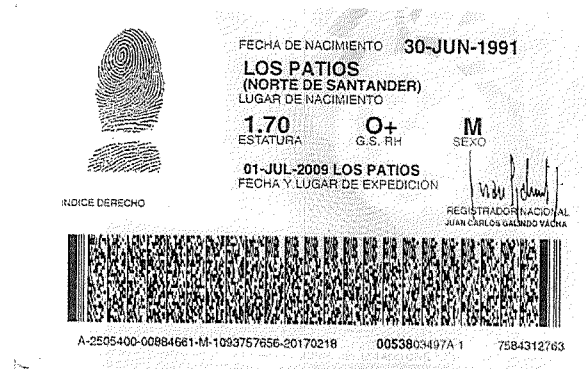 FECHA DE NACIMIENTO 30-JUN-1991
LOS PATIOS
(NORTE DE SANTANDER)
LUGAR DE NACIMIENTO
1.70 O+ M
ESTATURA G.S. RH SEXO
01-JUL-2009 LOS PATIOS
FECHA Y LUGAR DE EXPEDICIÓN
INDICE DERECHO
REGISTRADOR NACIONAL
JUAN CARLOS GALINDO VÁCHA
A-2505400-00884661-M-1093757656-20170218 0053803497A 1 7584312763